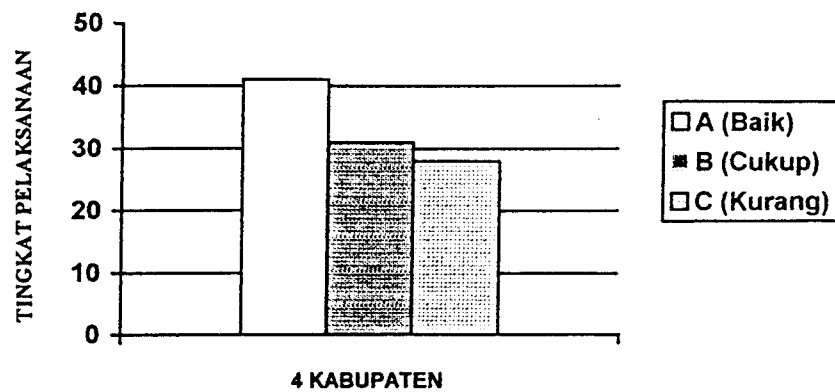 TINGKAT PELAKSANAAN
50
40
30
20
10
0
4 KABUPATEN
A (Baik)
B (Cukup)
C (Kurang)